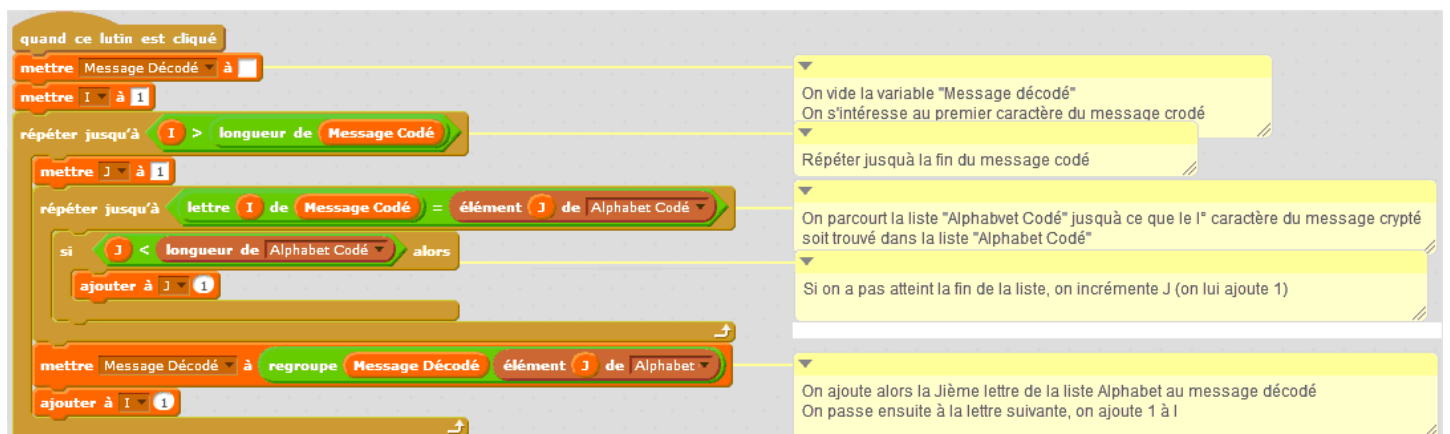 quand ce lutin est cliqué
mettre Message Décodé à
mettre I à 1
répéter jusqu'à I > longueur de Message Codé
mettre J à 1
répéter jusqu'à lettre I de Message Codé = élément J de Alphabet Codé
si J < longueur de Alphabet Codé alors
ajouter à J 1
mettre Message Décodé à regroupe Message Décodé élément J de Alphabet
ajouter à I 1
On vide la variable "Message décodé"
On s'intéresse au premier caractère du message crodé
Répéter jusquà la fin du message codé
On parcourt la liste "Alphabvet Codé" jusquà ce que le I° caractère du message crypté
soit trouvé dans la liste "Alphabet Codé"
Si on a pas atteint la fin de la liste, on incrémente J (on lui ajoute 1)
On ajoute alors la Jième lettre de la liste Alphabet au message décodé
On passe ensuite à la lettre suivante, on ajoute 1 à I